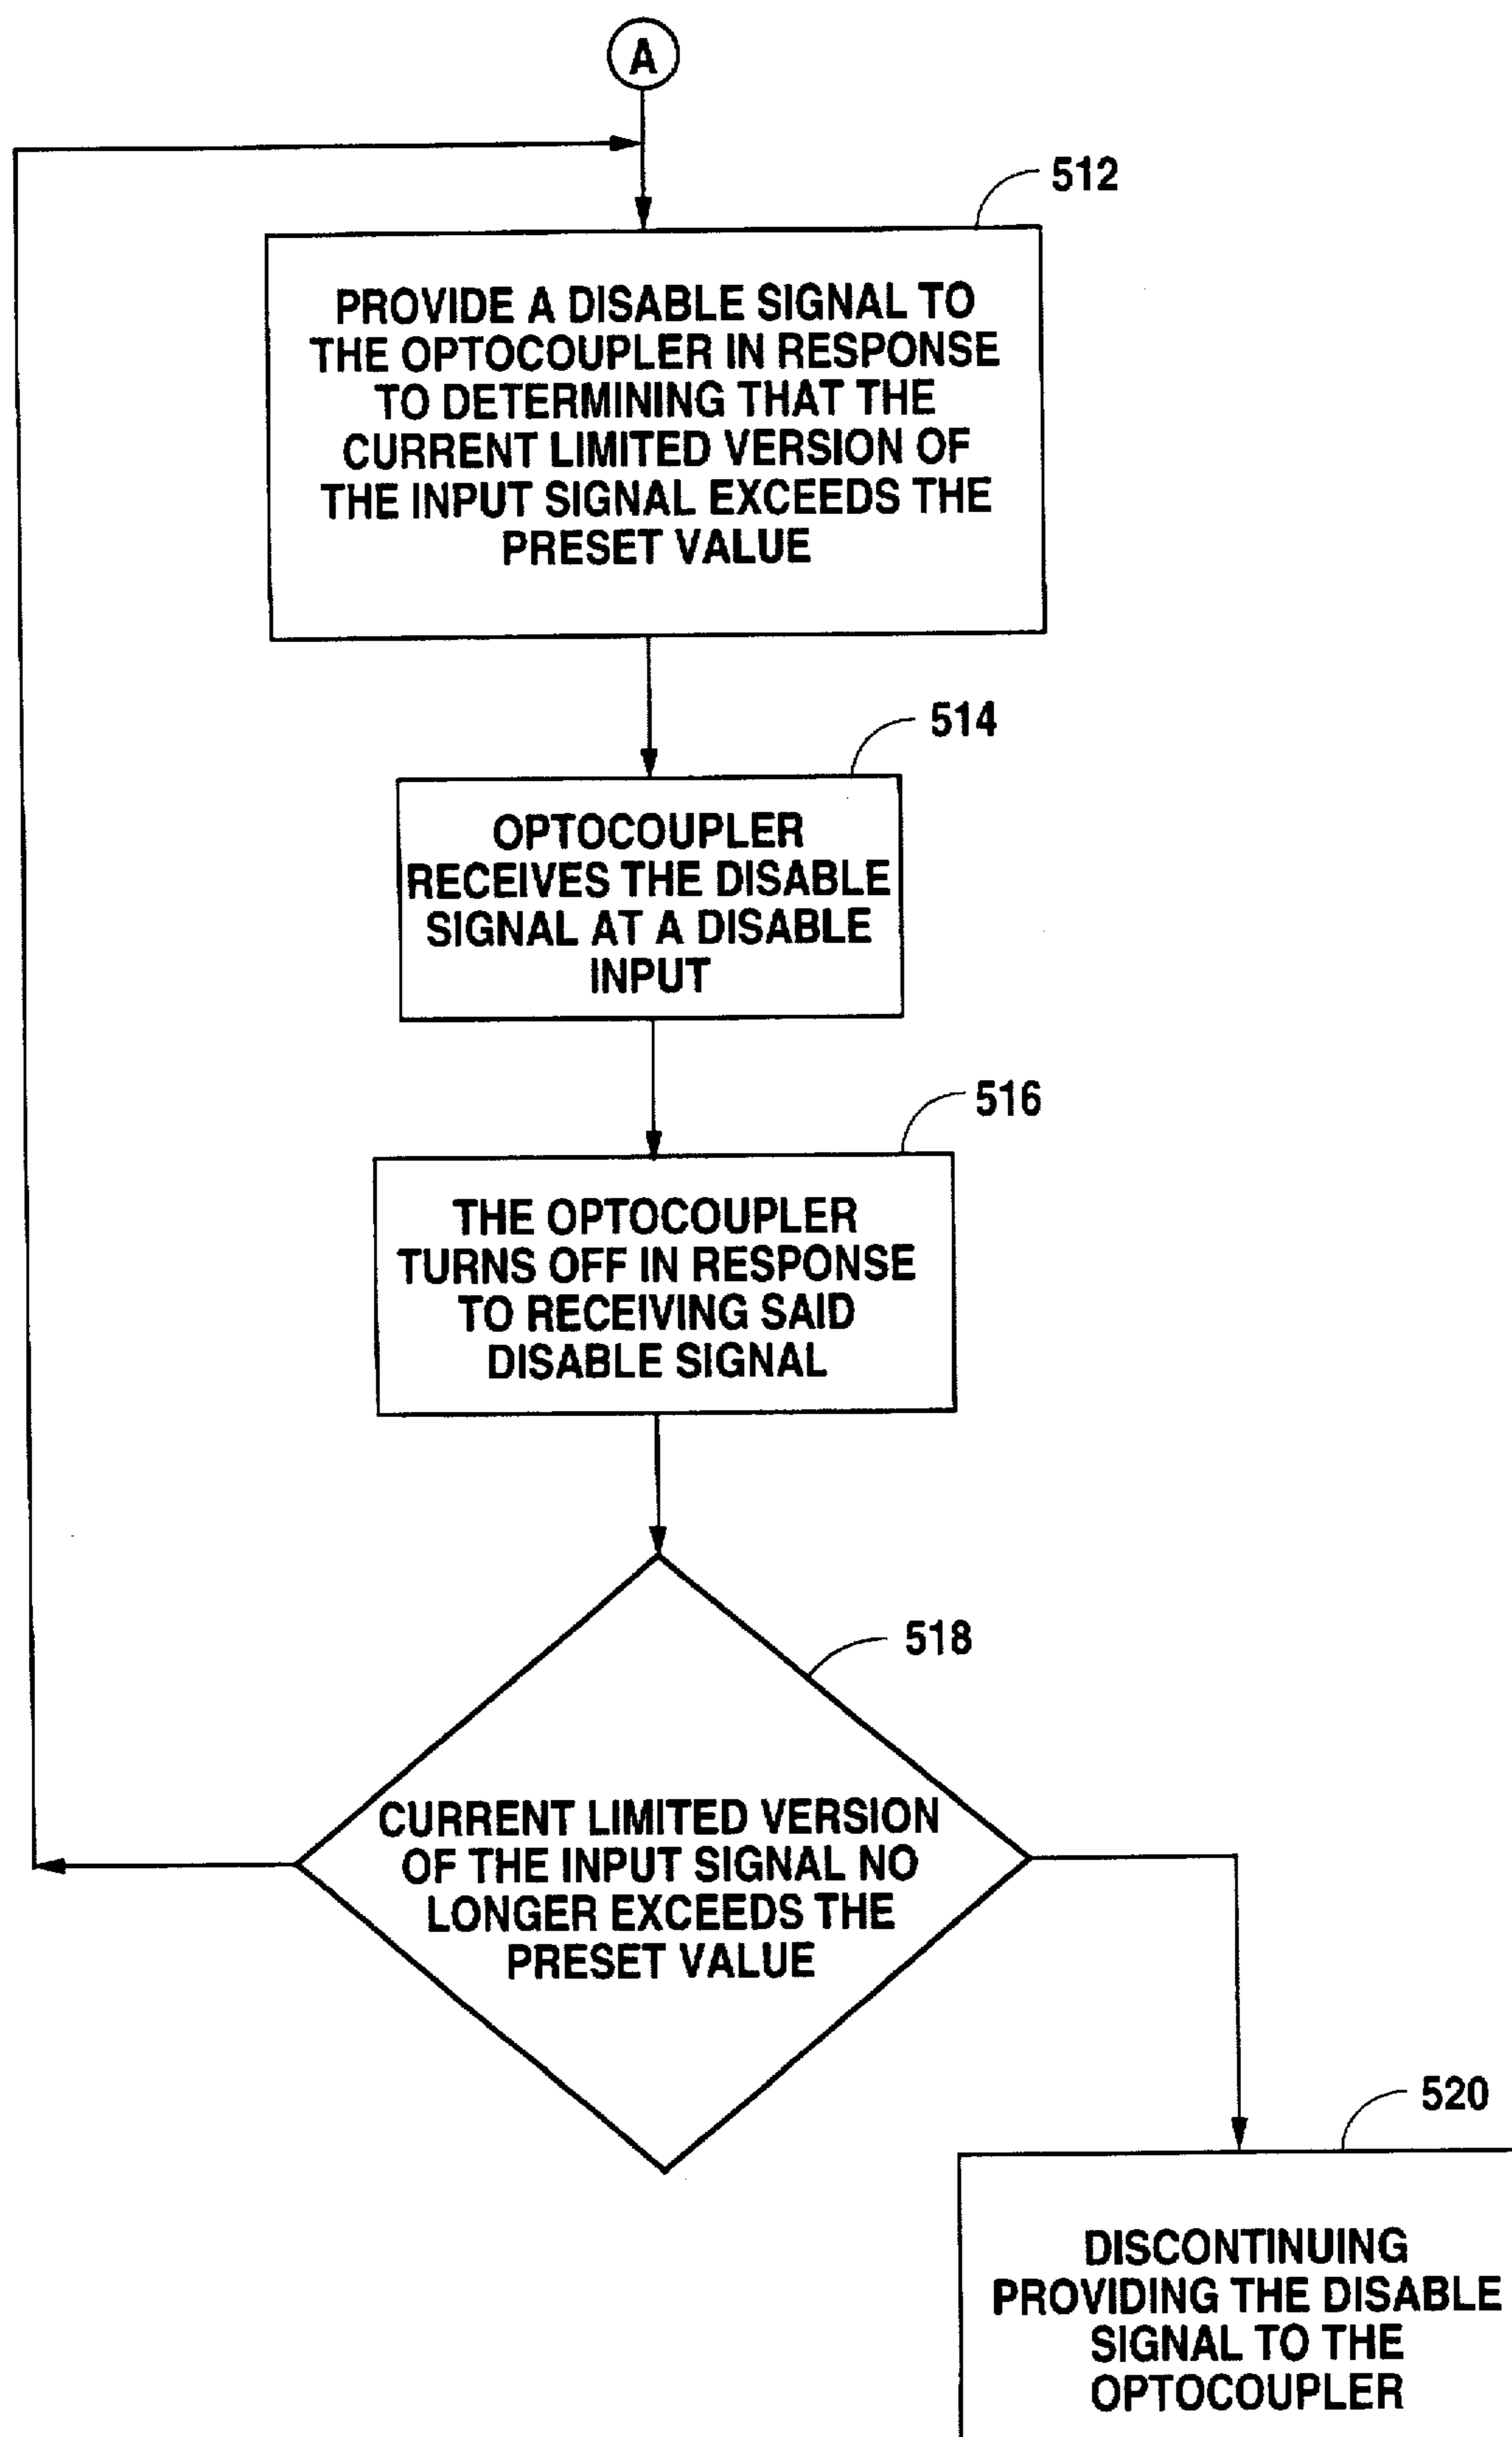 A
512
PROVIDE A DISABLE SIGNAL TO
THE OPTOCOUPLER IN RESPONSE
TO DETERMINING THAT THE
CURRENT LIMITED VERSION OF
THE INPUT SIGNAL EXCEEDS THE
PRESET VALUE
514
OPTOCOUPLER
RECEIVES THE DISABLE
SIGNAL AT A DISABLE
INPUT
516
THE OPTOCOUPLER
TURNS OFF IN RESPONSE
TO RECEIVING SAID
DISABLE SIGNAL
518
CURRENT LIMITED VERSION
OF THE INPUT SIGNAL NO
LONGER EXCEEDS THE
PRESET VALUE
520
DISCONTINUING
PROVIDING THE DISABLE
SIGNAL TO THE
OPTOCOUPLER